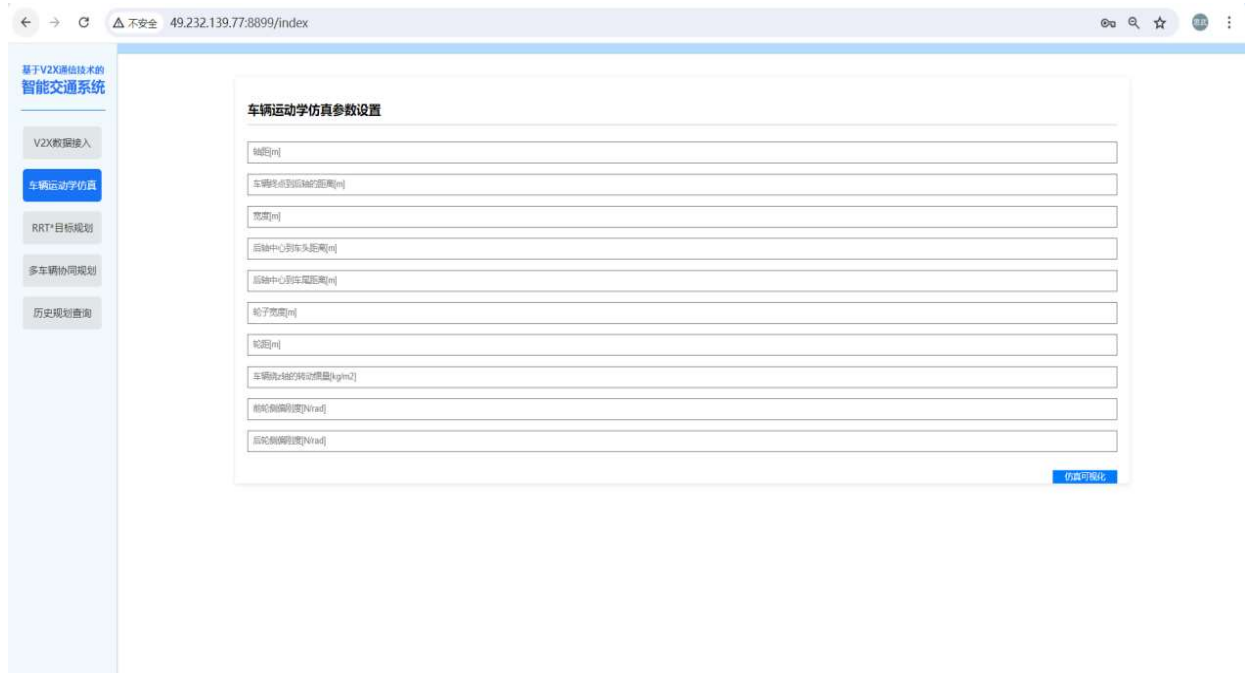 不安全 49.232.139.77:8899/index
基于V2X通信技术的
智能交通系统
V2X数据接入
车辆运动学仿真
RRT*目标规划
多车辆协同规划
历史规划查询
车辆运动学仿真参数设置
轴距[m]
车辆终点到后轴的距离[m]
宽度[m]
后轴中心到车头距离[m]
后轴中心到车尾距离[m]
轮子宽度[m]
轮距[m]
车辆绕z轴的转动惯量[kg/m2]
前轮侧偏刚度[N/rad]
后轮侧偏刚度[N/rad]
仿真可视化